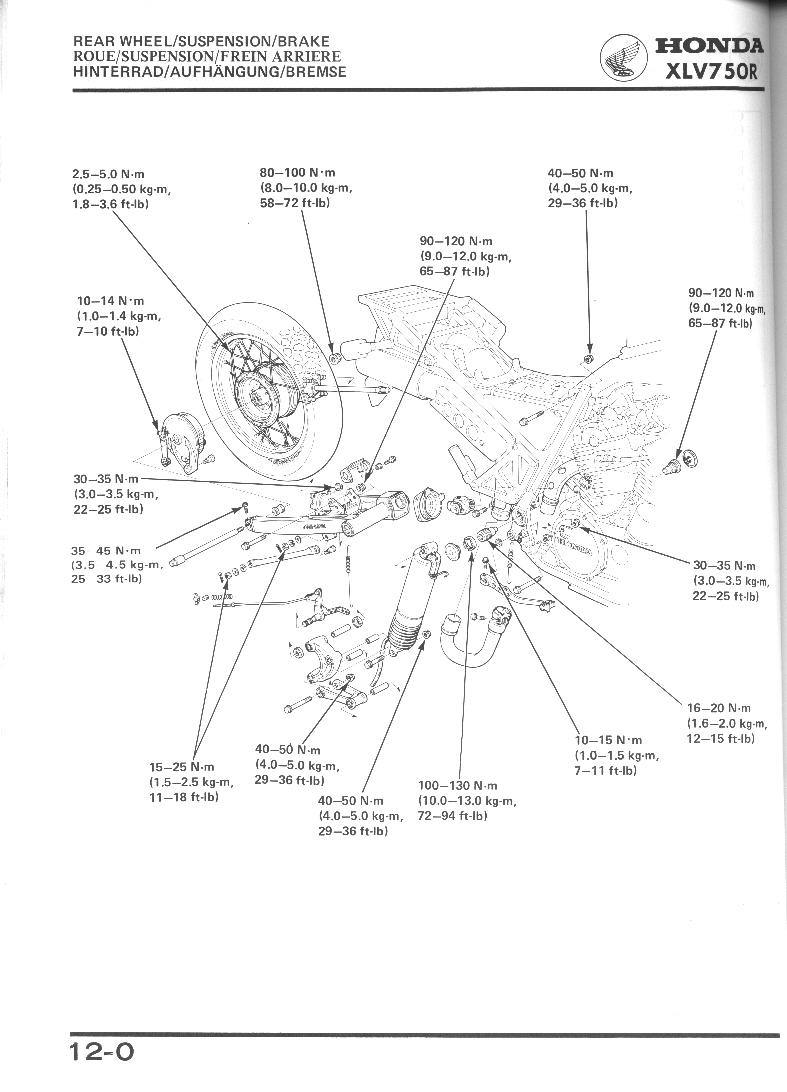 REAR WHEEL/SUSPENSION/BRAKE
ROUE/SUSPENSION/FREIN ARRIERE
HINTERRAD/AUFHÄNGUNG/BREMSE
HONDA
XLV750R
2.5—5.0 N·m
(0.25—0.50 kg-m,
1.8—3.6 ft-lb)
80—100 N·m
(8.0—10.0 kg-m,
58—72 ft-lb)
40—50 N·m
(4.0—5.0 kg-m,
29—36 ft-lb)
90—120 N·m
(9.0—12.0 kg-m,
65—87 ft-lb)
90—120 N·m
(9.0—12.0 kg-m,
65—87 ft-lb)
10—14 N·m
(1.0—1.4 kg-m,
7—10 ft-lb)
30—35 N·m
(3.0—3.5 kg-m,
22—25 ft-lb)
35 45 N·m
(3.5 4.5 kg-m,
25 33 ft-lb)
30—35 N·m
(3.0—3.5 kg-m,
22—25 ft-lb)
16—20 N·m
(1.6—2.0 kg-m,
12—15 ft-lb)
10—15 N·m
(1.0—1.5 kg-m,
7—11 ft-lb)
15—25 N·m
(1.5—2.5 kg-m,
11—18 ft-lb)
40—50 N·m
(4.0—5.0 kg-m,
29—36 ft-lb)
40—50 N·m
(4.0—5.0 kg-m,
29—36 ft-lb)
100—130 N·m
(10.0—13.0 kg-m,
72—94 ft-lb)
12-0